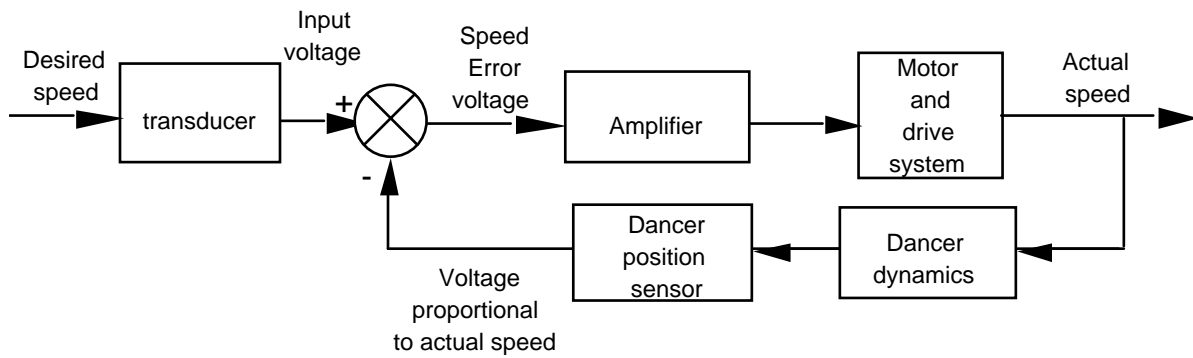 Desired
speed
transducer
Input
voltage
+
-
Speed
Error
voltage
Amplifier
Motor
and
drive
system
Actual
speed
Dancer
position
sensor
Dancer
dynamics
Voltage
proportional
to actual speed